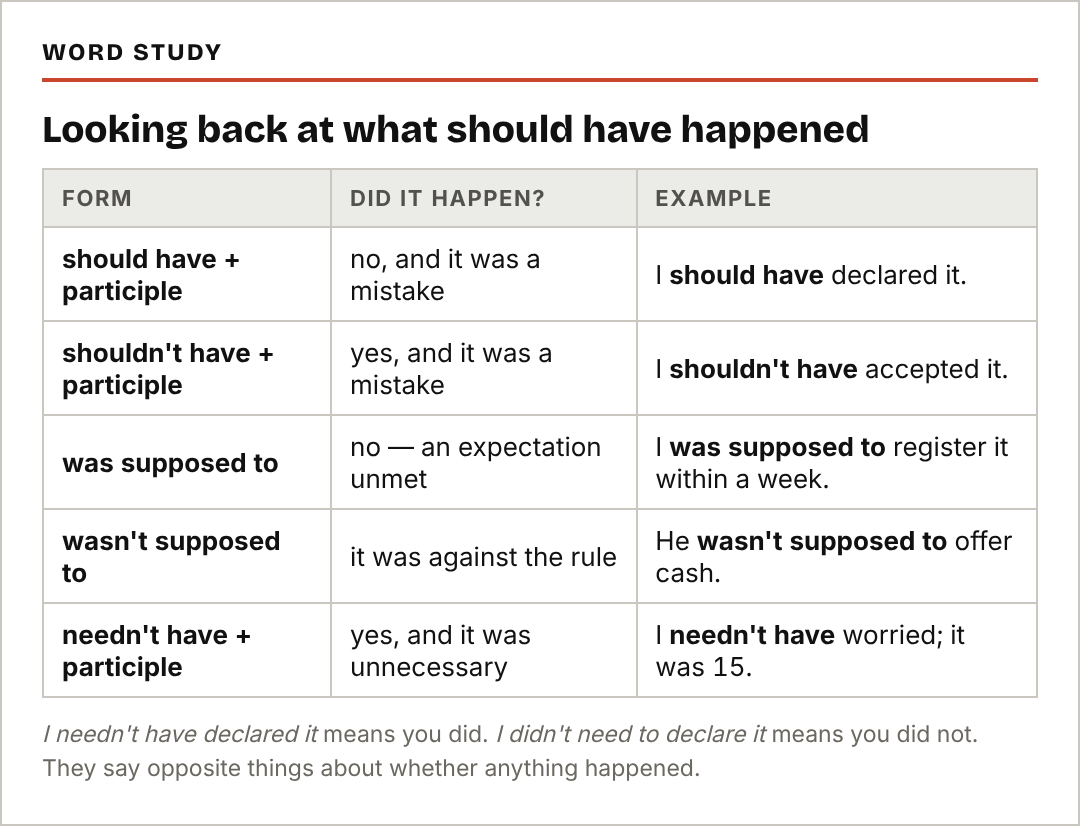 WORD STUDY
Looking back at what should have happened
FORM
DID IT HAPPEN?
EXAMPLE
should have +
participle
no, and it was a
mistake
I should have declared it.
shouldn't have +
participle
yes, and it was a
mistake
I shouldn't have accepted it.
was supposed to
no — an expectation
unmet
I was supposed to register it
within a week.
wasn't supposed
to
it was against the rule
He wasn't supposed to offer
cash.
needn't have +
participle
yes, and it was
unnecessary
I needn't have worried; it
was 15.
I needn't have declared it means you did. I didn't need to declare it means you did not.
They say opposite things about whether anything happened.